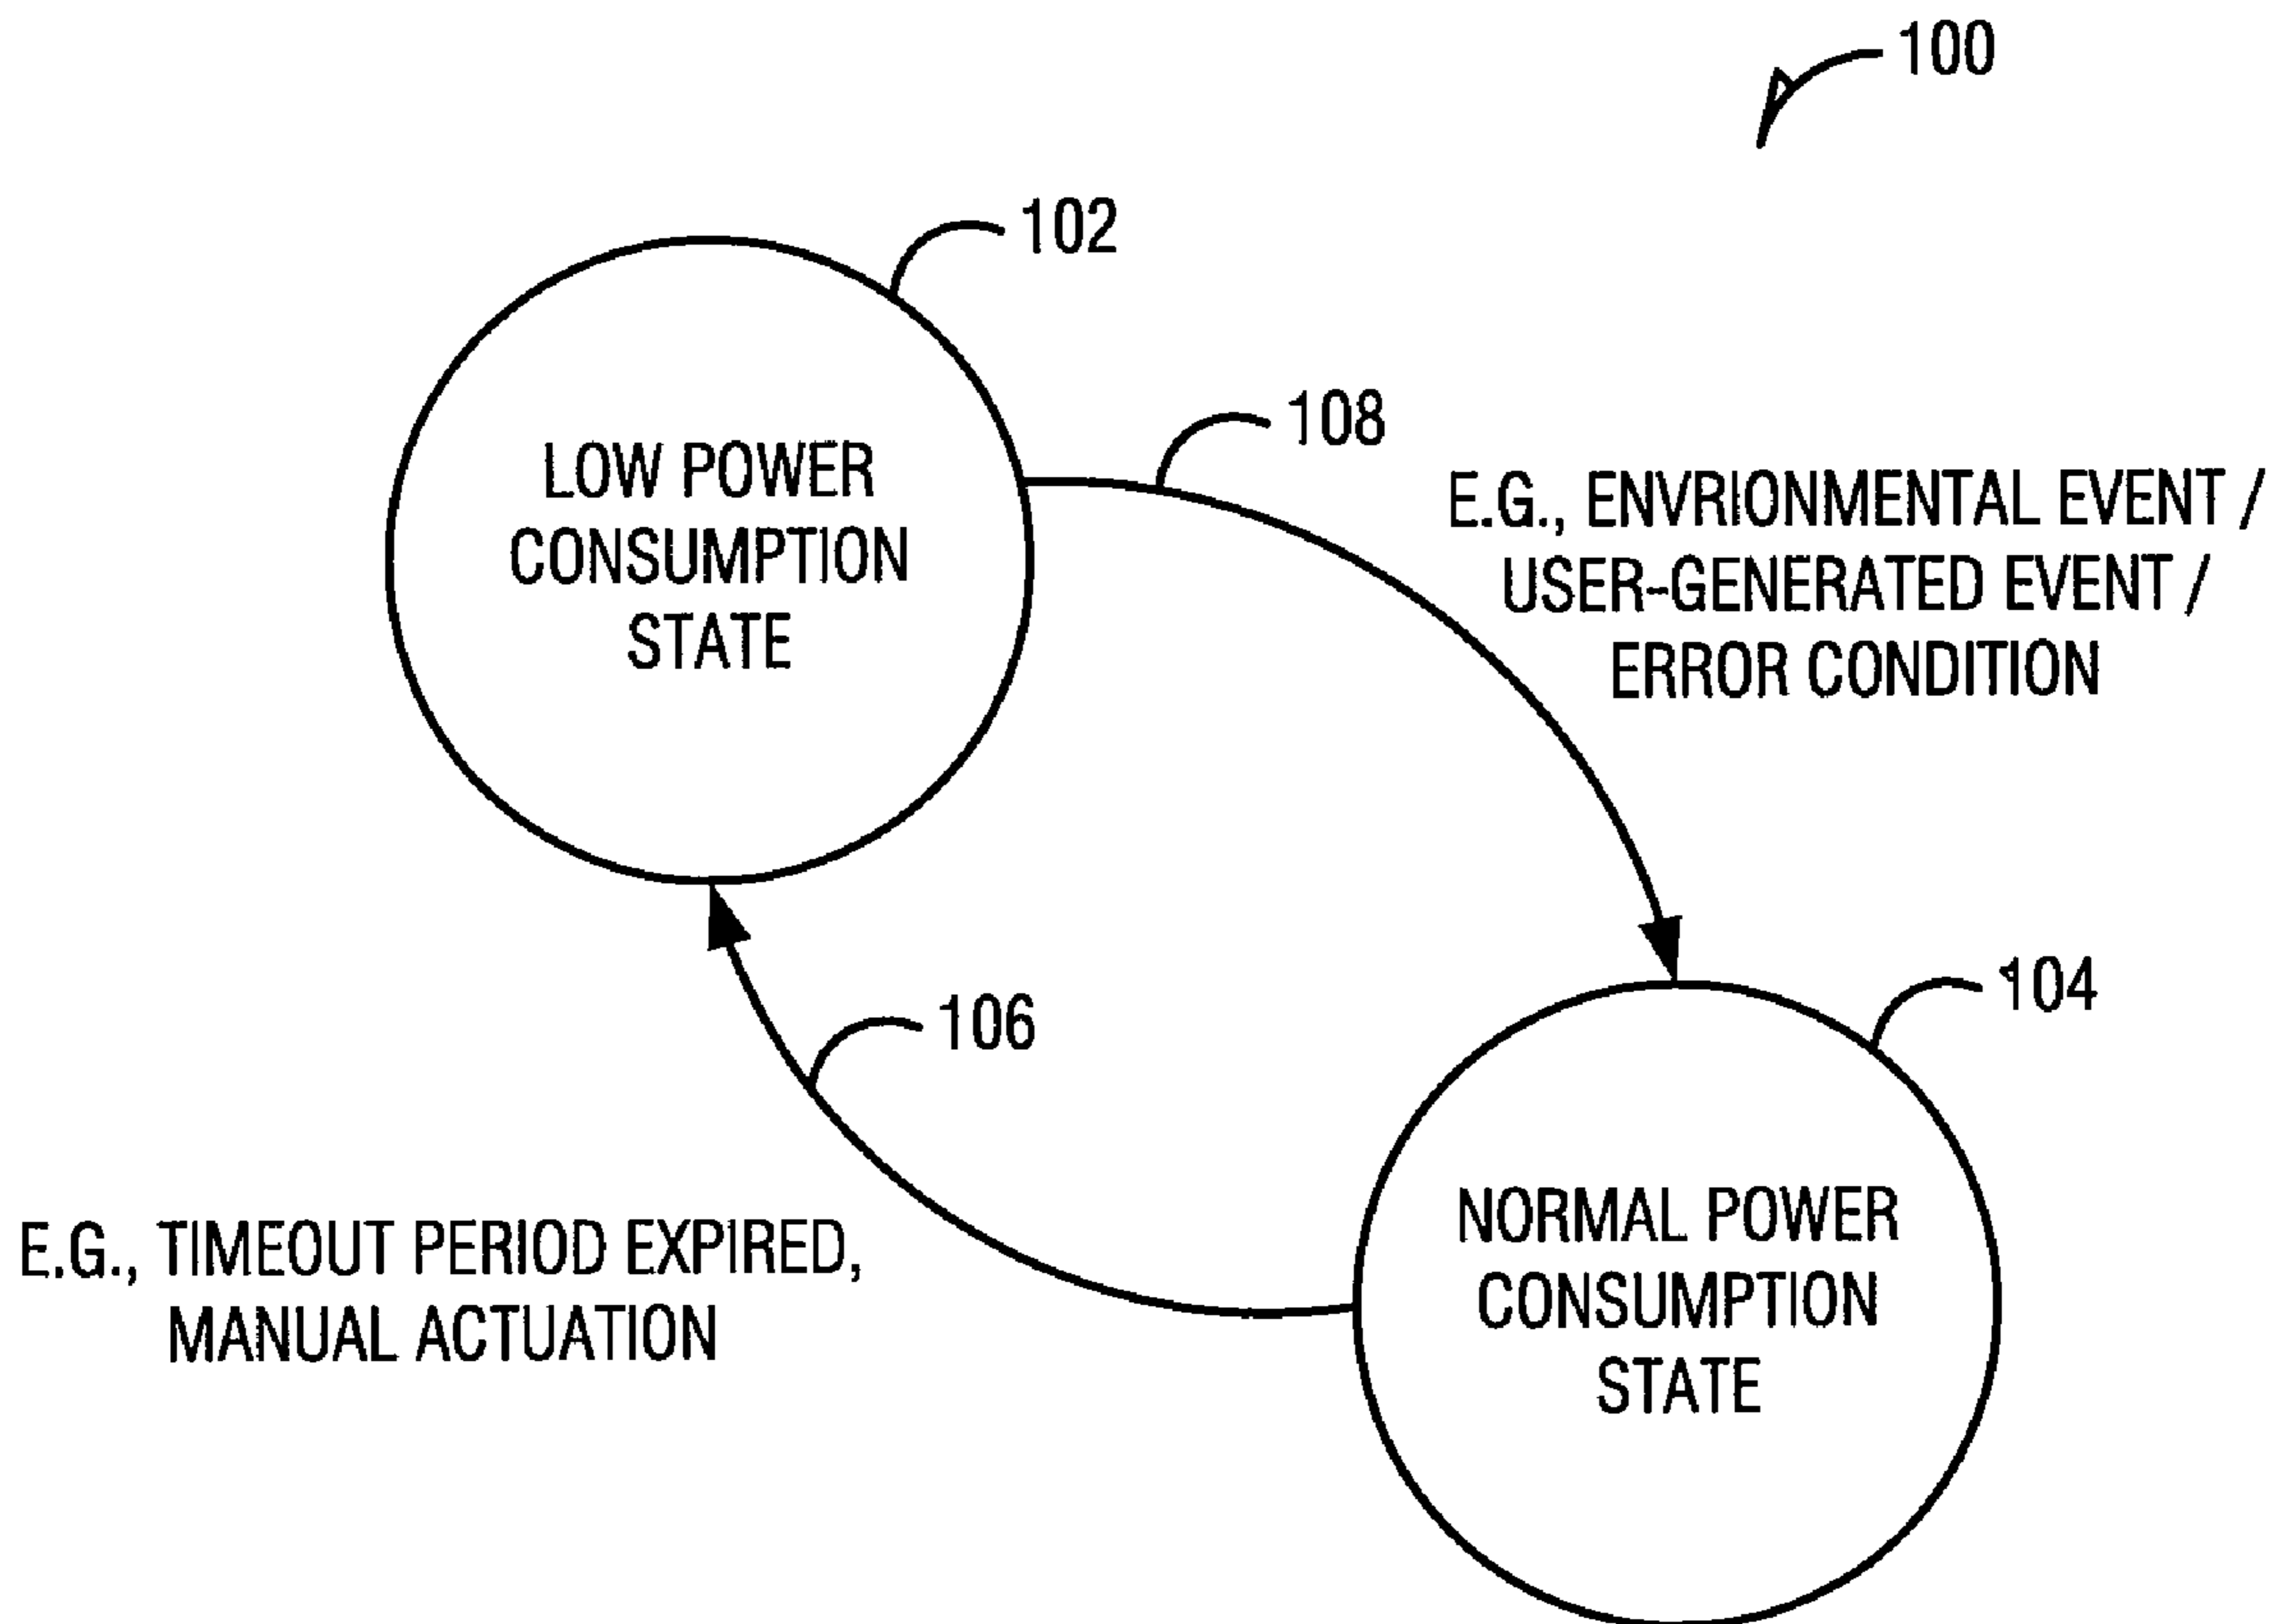 100
102
LOW POWER
CONSUMPTION
STATE
108
E.G., ENVRIONMENTAL EVENT /
USER-GENERATED EVENT /
ERROR CONDITION
104
106
NORMAL POWER
CONSUMPTION
STATE
E.G., TIMEOUT PERIOD EXPIRED,
MANUAL ACTUATION